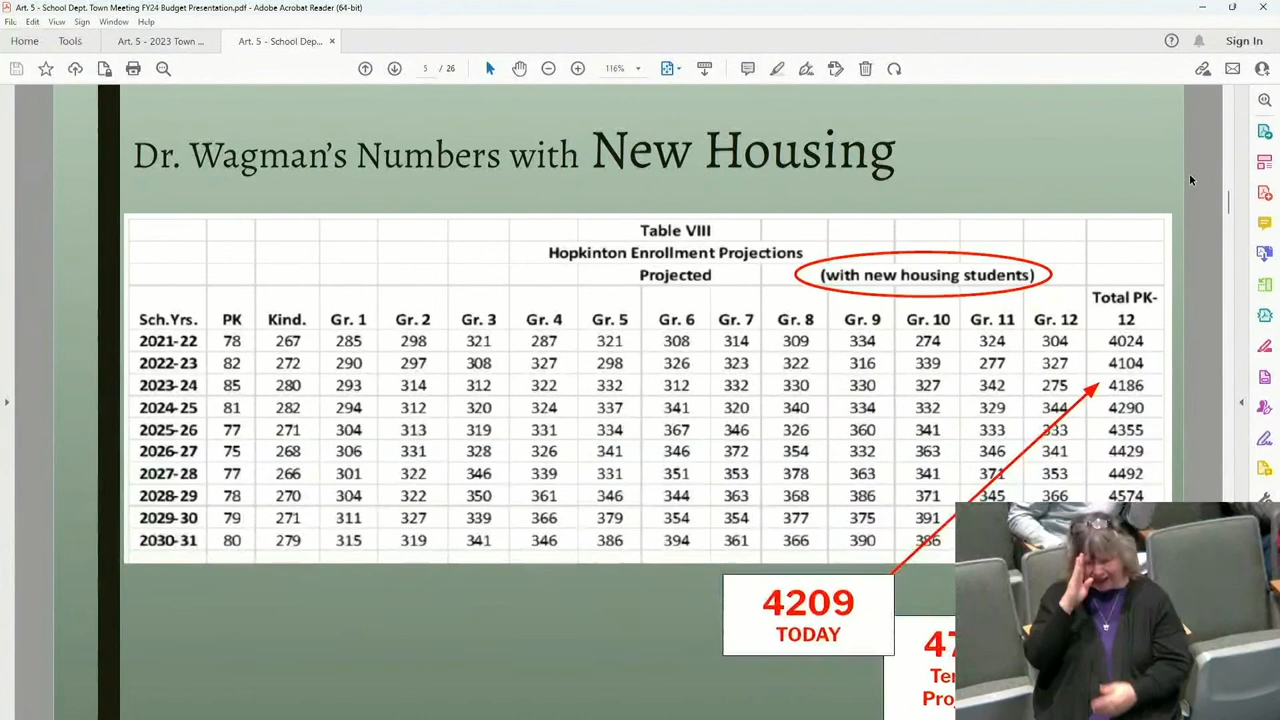 Art. 5 - School Dept. Town Meeting FY24 Budget Presentation.pdf - Adobe Acrobat Reader (64-bit)
File Edit View Sign Window Help
Home Tools Art. 5 - 2023 Town ... Art. 5 - School Dep... × Sign In
5 / 26 116%
Dr. Wagman's Numbers with New Housing
Table VIII
Hopkinton Enrollment Projections
Projected (with new housing students)
Sch.Yrs. PK Kind. Gr. 1 Gr. 2 Gr. 3 Gr. 4 Gr. 5 Gr. 6 Gr. 7 Gr. 8 Gr. 9 Gr. 10 Gr. 11 Gr. 12 Total PK-12
2021-22 78 267 285 298 321 287 321 308 314 309 334 274 324 304 4024
2022-23 82 272 290 297 308 327 298 326 323 322 316 339 277 327 4104
2023-24 85 280 293 314 312 322 332 312 332 330 330 327 342 275 4186
2024-25 81 282 294 312 320 324 337 341 320 340 334 332 329 344 4290
2025-26 77 271 304 313 319 331 334 367 346 326 360 341 333 333 4355
2026-27 75 268 306 331 328 326 341 346 372 354 332 363 346 341 4429
2027-28 77 266 301 322 346 339 331 351 353 378 363 341 371 353 4492
2028-29 78 270 304 322 350 361 346 344 363 368 386 371 345 366 4574
2029-30 79 271 311 327 339 366 379 354 354 377 375 391
2030-31 80 279 315 319 341 346 386 394 361 366 390 386
4209
TODAY